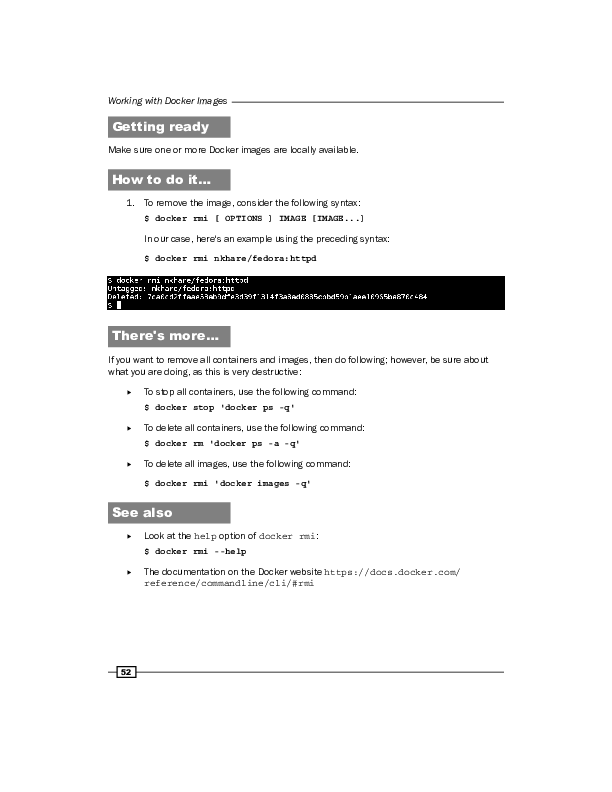 Working with Docker Images
Getting ready
Make sure one or more Docker images are locally available.
How to do it...
1. To remove the image, consider the following syntax:
$ docker rmi [ OPTIONS ] IMAGE [IMAGE...]
In our case, here's an example using the preceding syntax:
$ docker rmi nkhare/fedora:httpd
$ docker rmi nkhare/fedora:httpd
Untagged: nkhare/fedora:httpd
Deleted:
$
There's more...
If you want to remove all containers and images, then do following; however, be sure about
what you are doing, as this is very destructive:
▸ To stop all containers, use the following command:
$ docker stop 'docker ps -q'
▸ To delete all containers, use the following command:
$ docker rm 'docker ps -a -q'
▸ To delete all images, use the following command:
$ docker rmi 'docker images -q'
See also
▸ Look at the help option of docker rmi:
$ docker rmi --help
▸ The documentation on the Docker website https://docs.docker.com/
reference/commandline/cli/#rmi
52